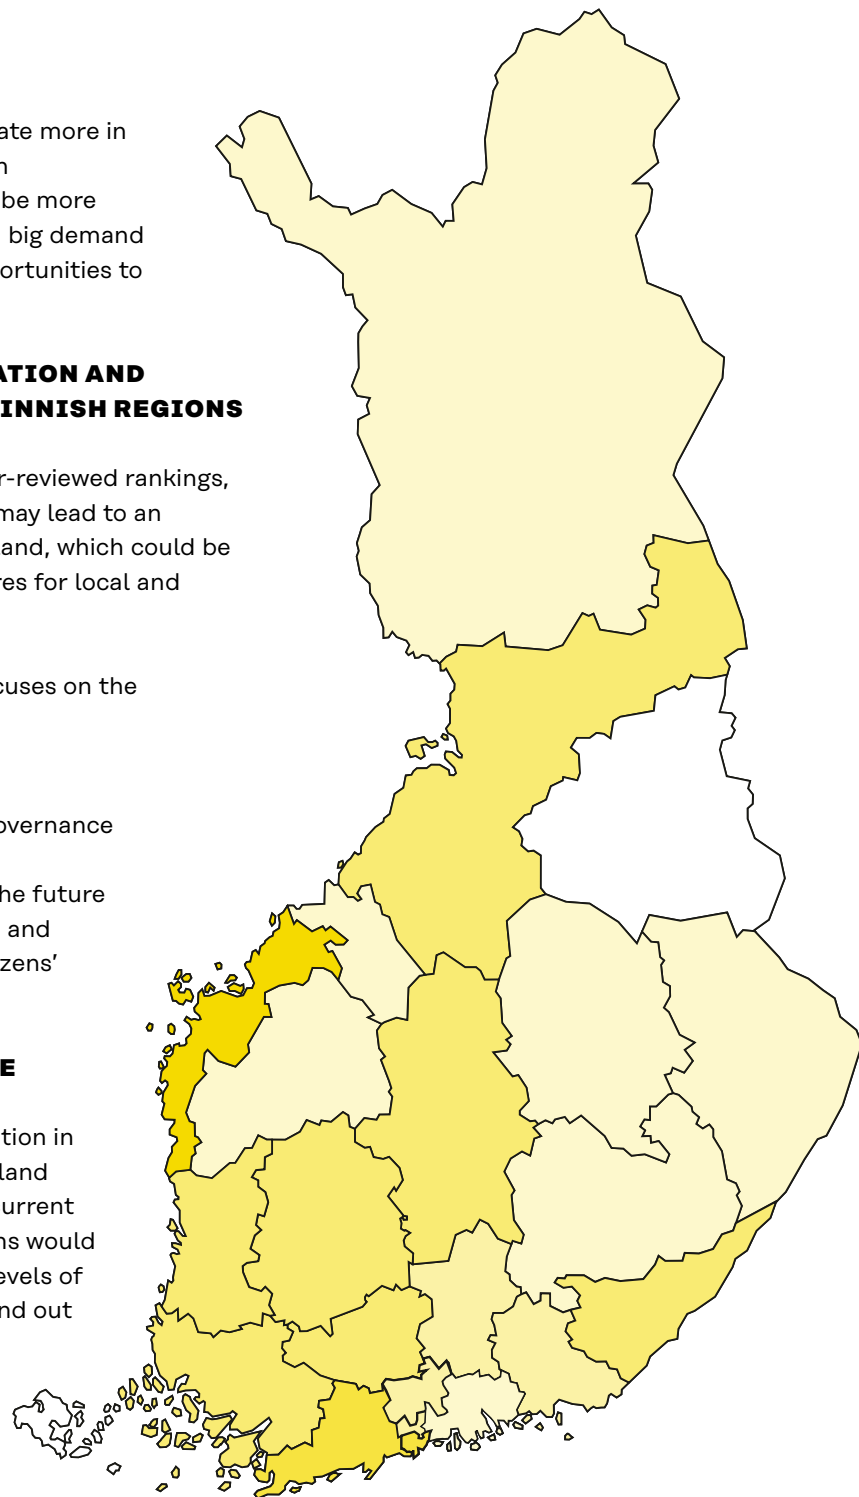 ate more in
be more
big demand
ortunities to
ATION AND
INNISH REGIONS
r-reviewed rankings,
may lead to an
land, which could be
res for local and
cuses on the
overnance
he future
and
zens'
E
tion in
land
urrent
ns would
evels of
nd out